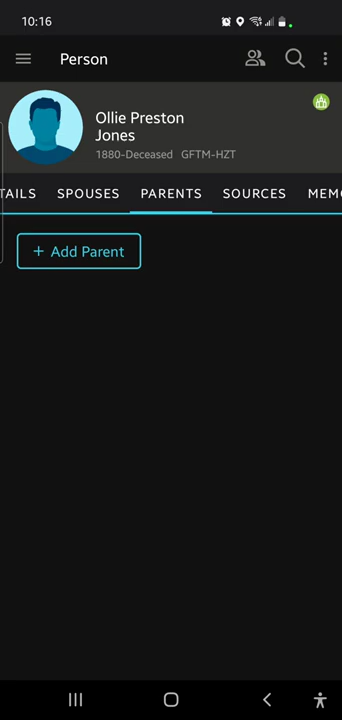 10:16
Person
Ollie Preston
Jones
1880-Deceased GFTM-HZT
TAILS SPOUSES PARENTS SOURCES MEMO
+ Add Parent